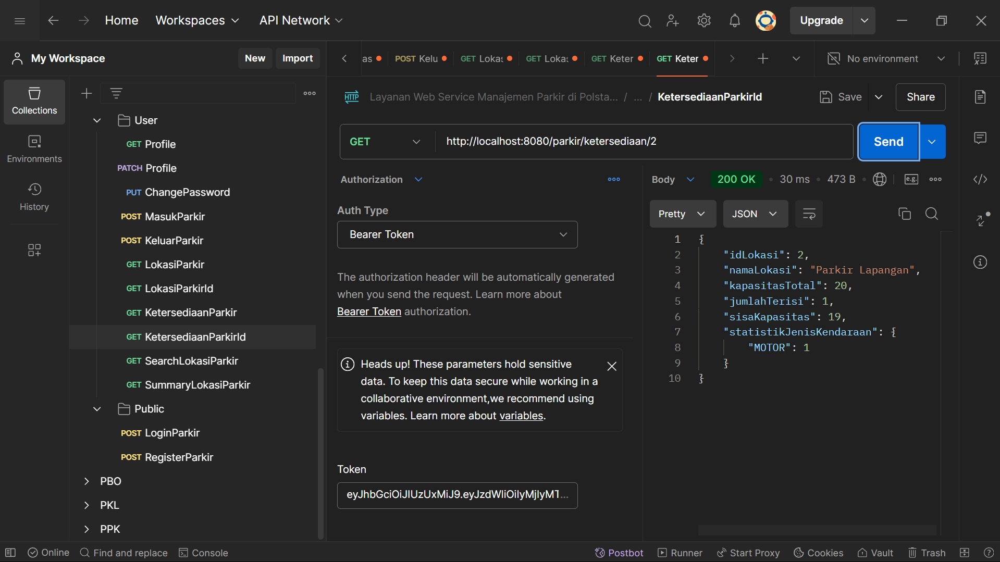 Home
Workspaces
API Network
Upgrade
My Workspace
New
Import
as
POST Kelu
GET Lokas
GET Lokas
GET Keter
GET Keter
No environment
Collections
Environments
History
User
GET Profile
PATCH Profile
PUT ChangePassword
POST MasukParkir
POST KeluarParkir
GET LokasiParkir
GET LokasiParkirId
GET KetersediaanParkir
GET KetersediaanParkirId
GET SearchLokasiParkir
GET SummaryLokasiParkir
Public
POST LoginParkir
POST RegisterParkir
PBO
PKL
PPK
HTTP
Layanan Web Service Manajemen Parkir di Polsta... / ... / KetersediaanParkirId
Save
Share
GET
http://localhost:8080/parkir/ketersediaan/2
Send
Authorization
Auth Type
Bearer Token
The authorization header will be automatically generated
when you send the request. Learn more about
Bearer Token authorization.
Heads up! These parameters hold sensitive
data. To keep this data secure while working in a
collaborative environment,we recommend using
variables. Learn more about variables.
Token
eyJhbGciOiJIUzUxMiJ9.eyJzdWIiOiIyMjIyMT...
Body
200 OK
30 ms
473 B
e.g.
Pretty
JSON
1 {
2 "idLokasi": 2,
3 "namaLokasi": "Parkir Lapangan",
4 "kapasitasTotal": 20,
5 "jumlahTerisi": 1,
6 "sisaKapasitas": 19,
7 "statistikJenisKendaraan": {
8 "MOTOR": 1
9 }
10 }
Online
Find and replace
Console
Postbot
Runner
Start Proxy
Cookies
Vault
Trash